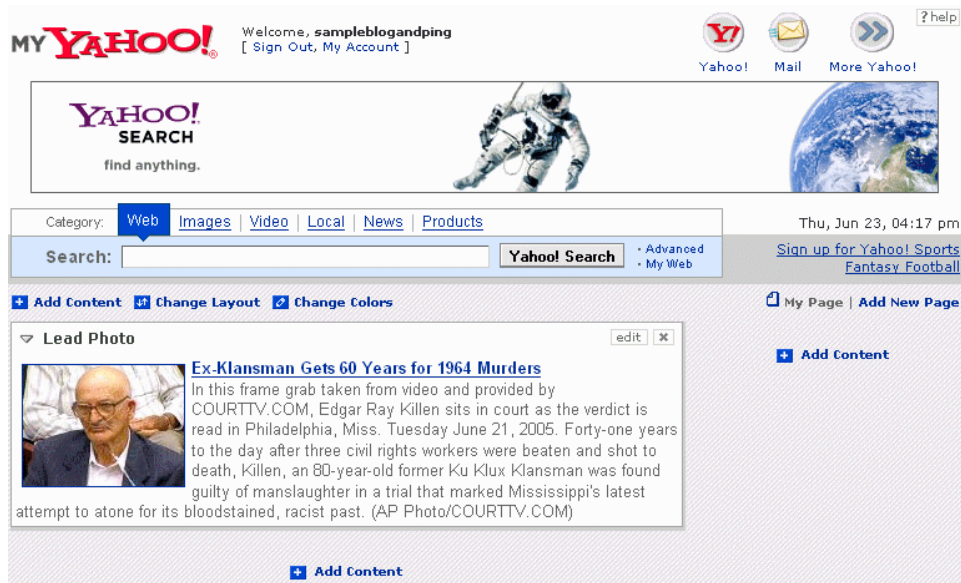 ? help
MY YAHOO!®
Welcome, sampleblogandping
[ Sign Out, My Account ]
Y!
Yahoo! Mail More Yahoo!
YAHOO!
SEARCH
find anything.
Category: Web Images | Video | Local | News | Products
Thu, Jun 23, 04:17 pm
Search: Yahoo! Search · Advanced
· My Web
Sign up for Yahoo! Sports
Fantasy Football
Add Content Change Layout Change Colors
My Page | Add New Page
Lead Photo edit
Add Content
Ex-Klansman Gets 60 Years for 1964 Murders
In this frame grab taken from video and provided by
COURTTV.COM, Edgar Ray Killen sits in court as the verdict is
read in Philadelphia, Miss. Tuesday June 21, 2005. Forty-one years
to the day after three civil rights workers were beaten and shot to
death, Killen, an 80-year-old former Ku Klux Klansman was found
guilty of manslaughter in a trial that marked Mississippi's latest
attempt to atone for its bloodstained, racist past. (AP Photo/COURTTV.COM)
Add Content